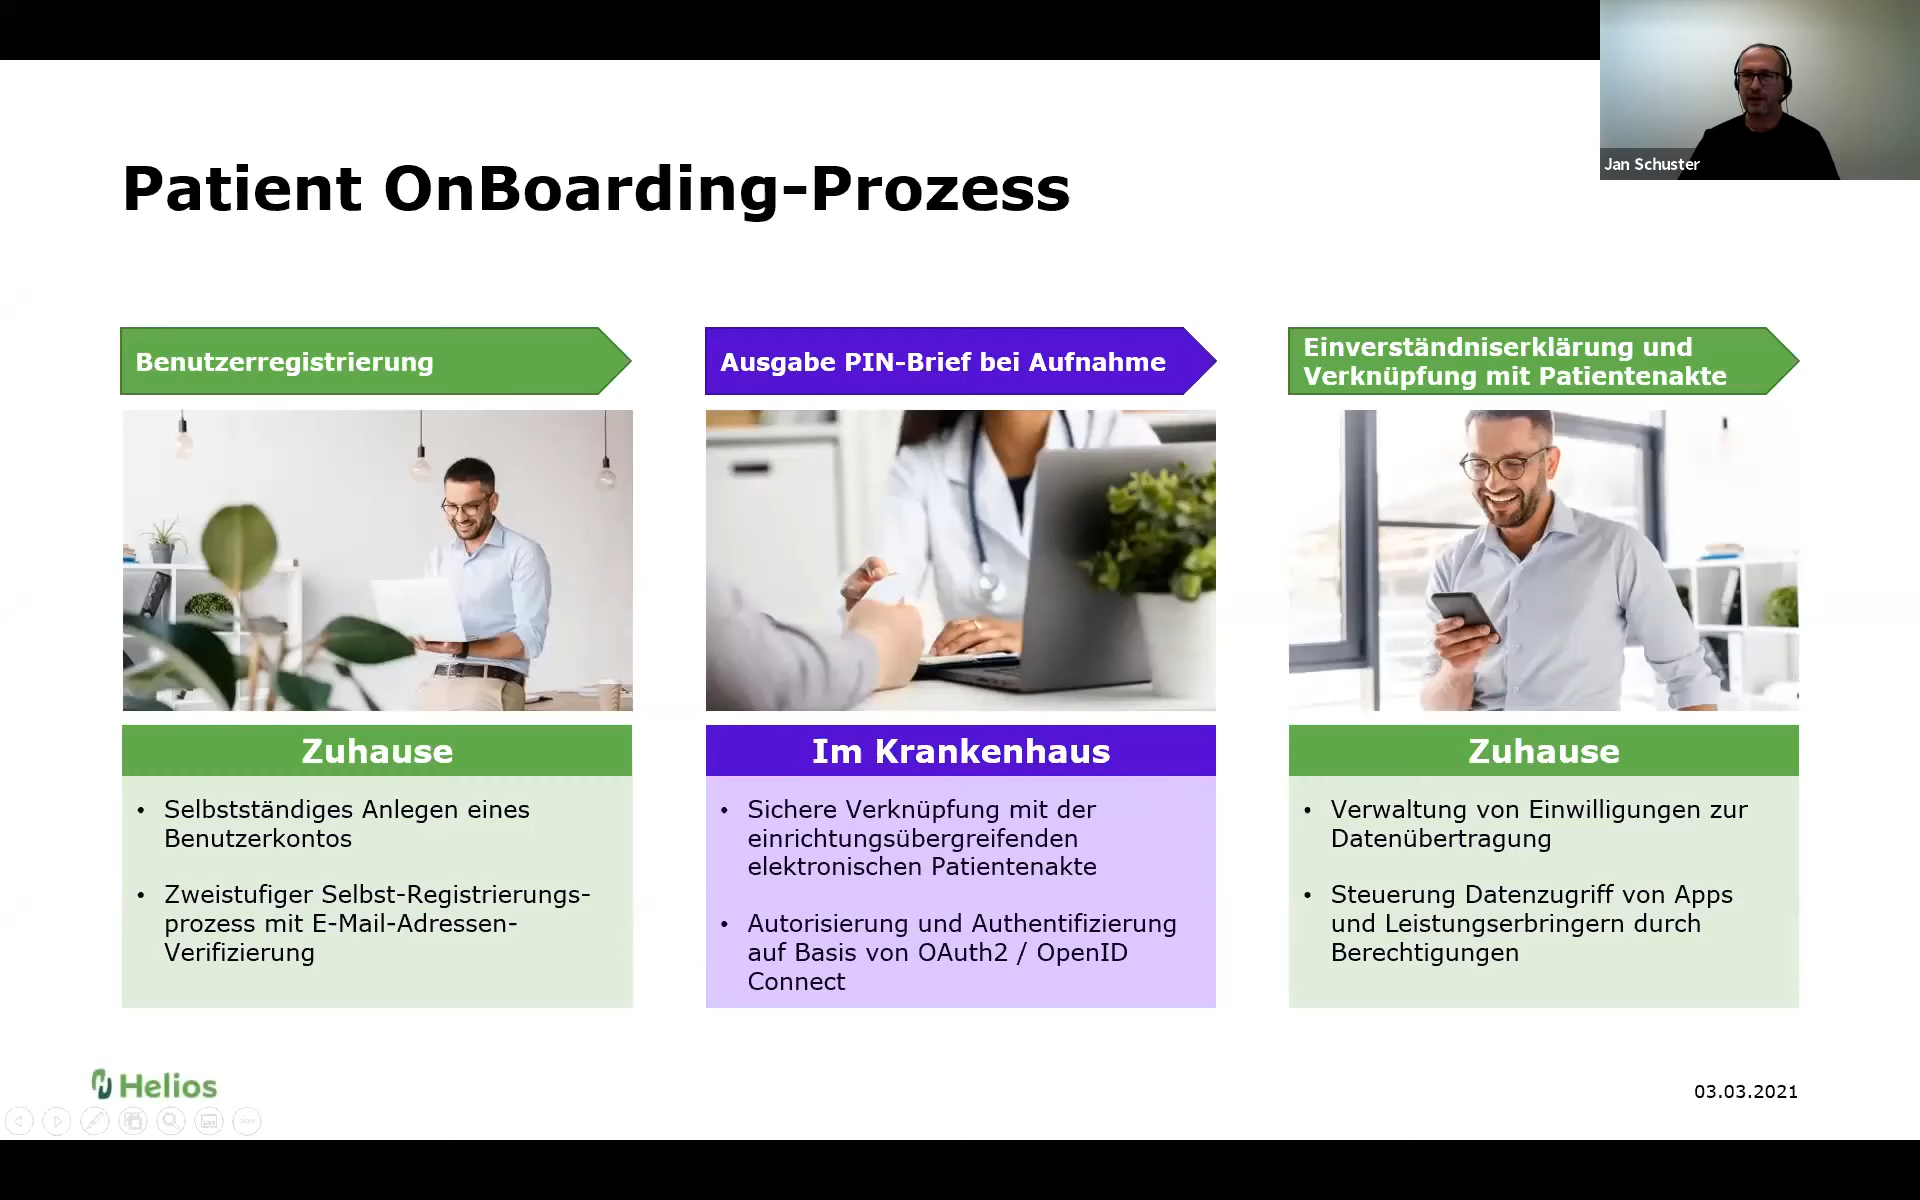 Jan Schuster
Patient OnBoarding-Prozess
Benutzerregistrierung
Ausgabe PIN-Brief bei Aufnahme
Einverständniserklärung und
Verknüpfung mit Patientenakte
Zuhause
• Selbstständiges Anlegen eines
Benutzerkontos
• Zweistufiger Selbst-Registrierungs-
prozess mit E-Mail-Adressen-
Verifizierung
Im Krankenhaus
• Sichere Verknüpfung mit der
einrichtungsübergreifenden
elektronischen Patientenakte
• Autorisierung und Authentifizierung
auf Basis von OAuth2 / OpenID
Connect
Zuhause
• Verwaltung von Einwilligungen zur
Datenübertragung
• Steuerung Datenzugriff von Apps
und Leistungserbringern durch
Berechtigungen
Helios
03.03.2021